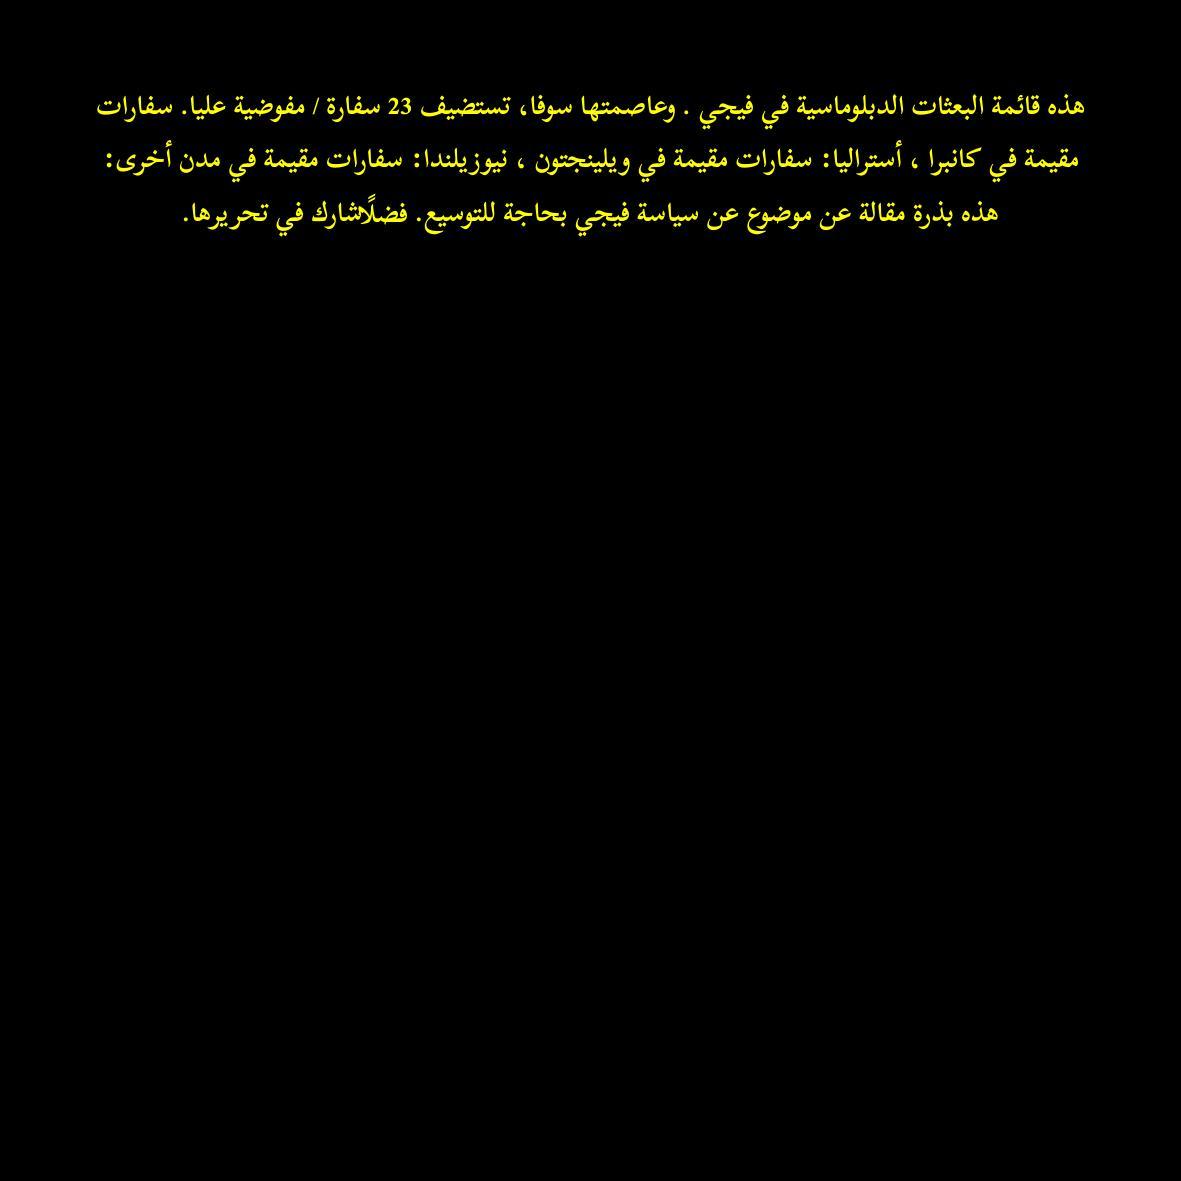 هذه قائمة البعثات الدبلوماسية في فيجي . وعاصمتها سوفا، تستضيف 23 سفارة / مفوضية عليا. سفارات
مقيمة في كانبرا ، أستراليا: سفارات مقيمة في ويلينجتون ، نيوزيلندا: سفارات مقيمة في مدن أخرى:
هذه بذرة مقالة عن موضوع عن سياسة فيجي بحاجة للتوسيع. فضلًاشارك في تحريرها.